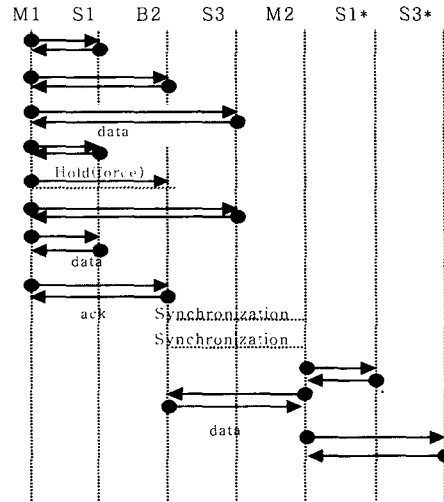 M1 S1 B2 S3 M2 S1* S3*
data
Hold(force)
data
ack
Synchronization
Synchronization
data